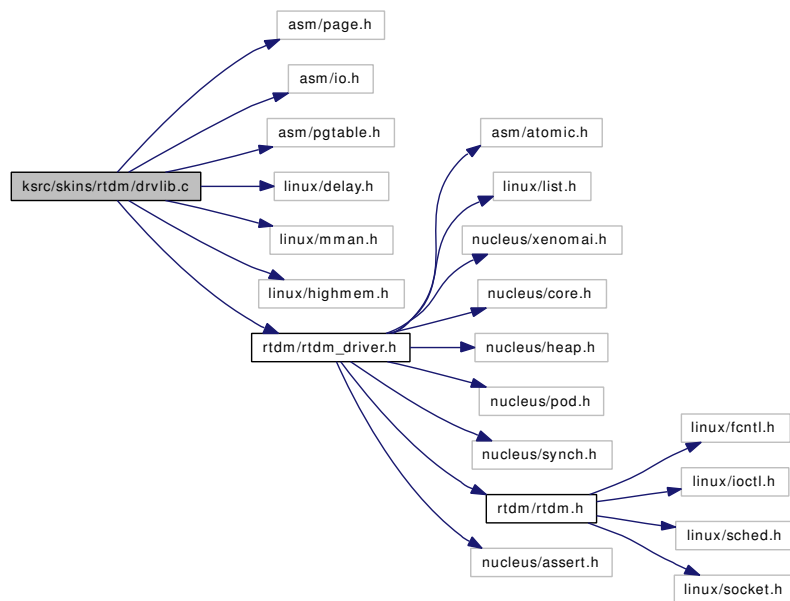 asm/page.h
asm/io.h
asm/pgtable.h
asm/atomic.h
ksrc/skins/rtdm/drvlib.c
linux/delay.h
linux/list.h
linux/mman.h
nucleus/xenomai.h
linux/highmem.h
nucleus/core.h
rtdm/rtdm_driver.h
nucleus/heap.h
nucleus/pod.h
linux/fcntl.h
nucleus/synch.h
linux/ioctl.h
rtdm/rtdm.h
linux/sched.h
nucleus/assert.h
linux/socket.h